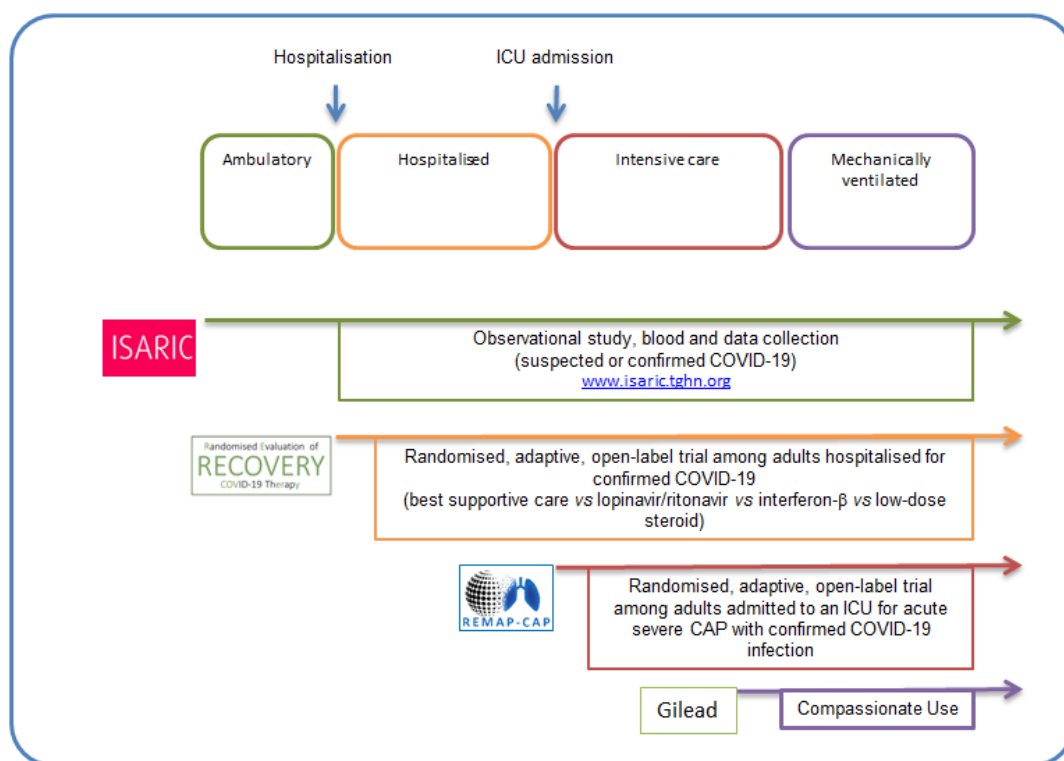 Hospitalisation
ICU admission
Ambulatory
Hospitalised
Intensive care
Mechanically
ventilated
ISARIC
Observational study, blood and data collection
(suspected or confirmed COVID-19)
www.isaric.tghn.org
Randomised Evaluation of
RECOVERY
COVID-19 Therapy
Randomised, adaptive, open-label trial among adults hospitalised for
confirmed COVID-19
(best supportive care vs lopinavir/ritonavir vs interferon-β vs low-dose
steroid)
REMAP-CAP
Randomised, adaptive, open-label trial
among adults admitted to an ICU for acute
severe CAP with confirmed COVID-19
infection
Gilead
Compassionate Use